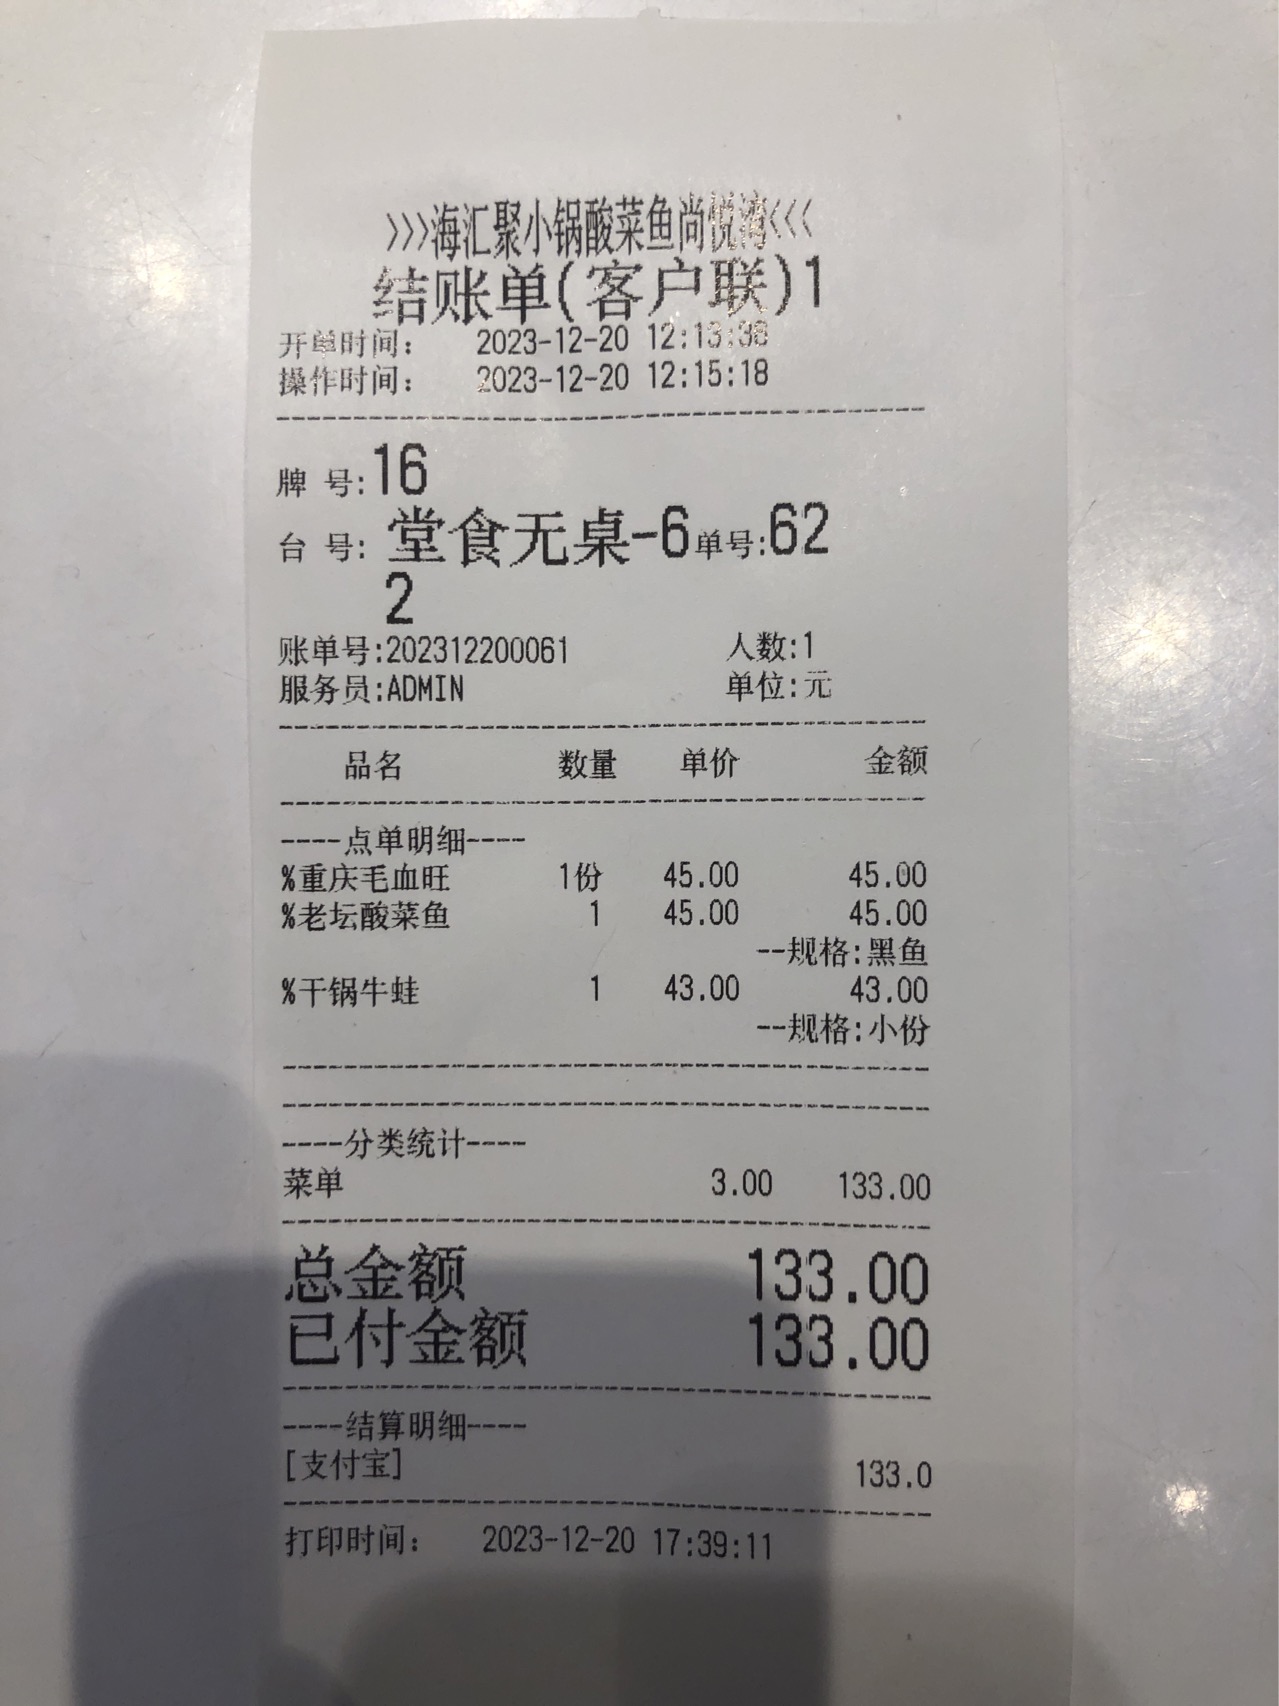 >>>海汇聚小锅酸菜鱼尚悦湾<<<
结账单(客户联)1
开单时间: 2023-12-20 12:13:38
操作时间: 2023-12-20 12:15:18
牌 号:16
台 号: 堂食无桌-6单号:62
2
账单号:202312200061 人数:1
服务员:ADMIN 单位:元
品名 数量 单价 金额
----点单明细----
%重庆毛血旺 1份 45.00 45.00
%老坛酸菜鱼 1 45.00 45.00
--规格:黑鱼
%干锅牛蛙 1 43.00 43.00
--规格:小份
----分类统计----
菜单 3.00 133.00
总金额 133.00
已付金额 133.00
----结算明细----
[支付宝] 133.0
打印时间: 2023-12-20 17:39:11